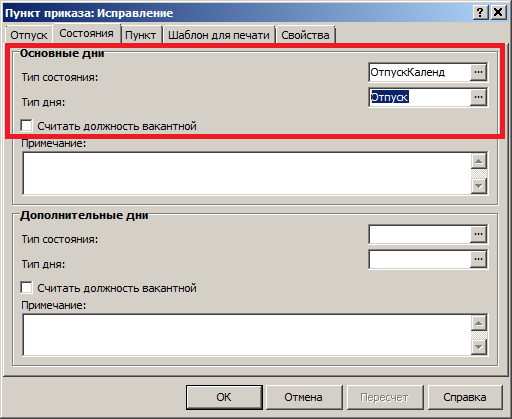 Пункт приказа: Исправление
Отпуск Состояния Пункт Шаблон для печати Свойства
Основные дни
Тип состояния: ОтпускКаленд ...
Тип дня: Отпуск ...
Считать должность вакантной
Примечание:
Дополнительные дни
Тип состояния: ...
Тип дня: ...
Считать должность вакантной
Примечание:
ОК Отмена Пересчет Справка